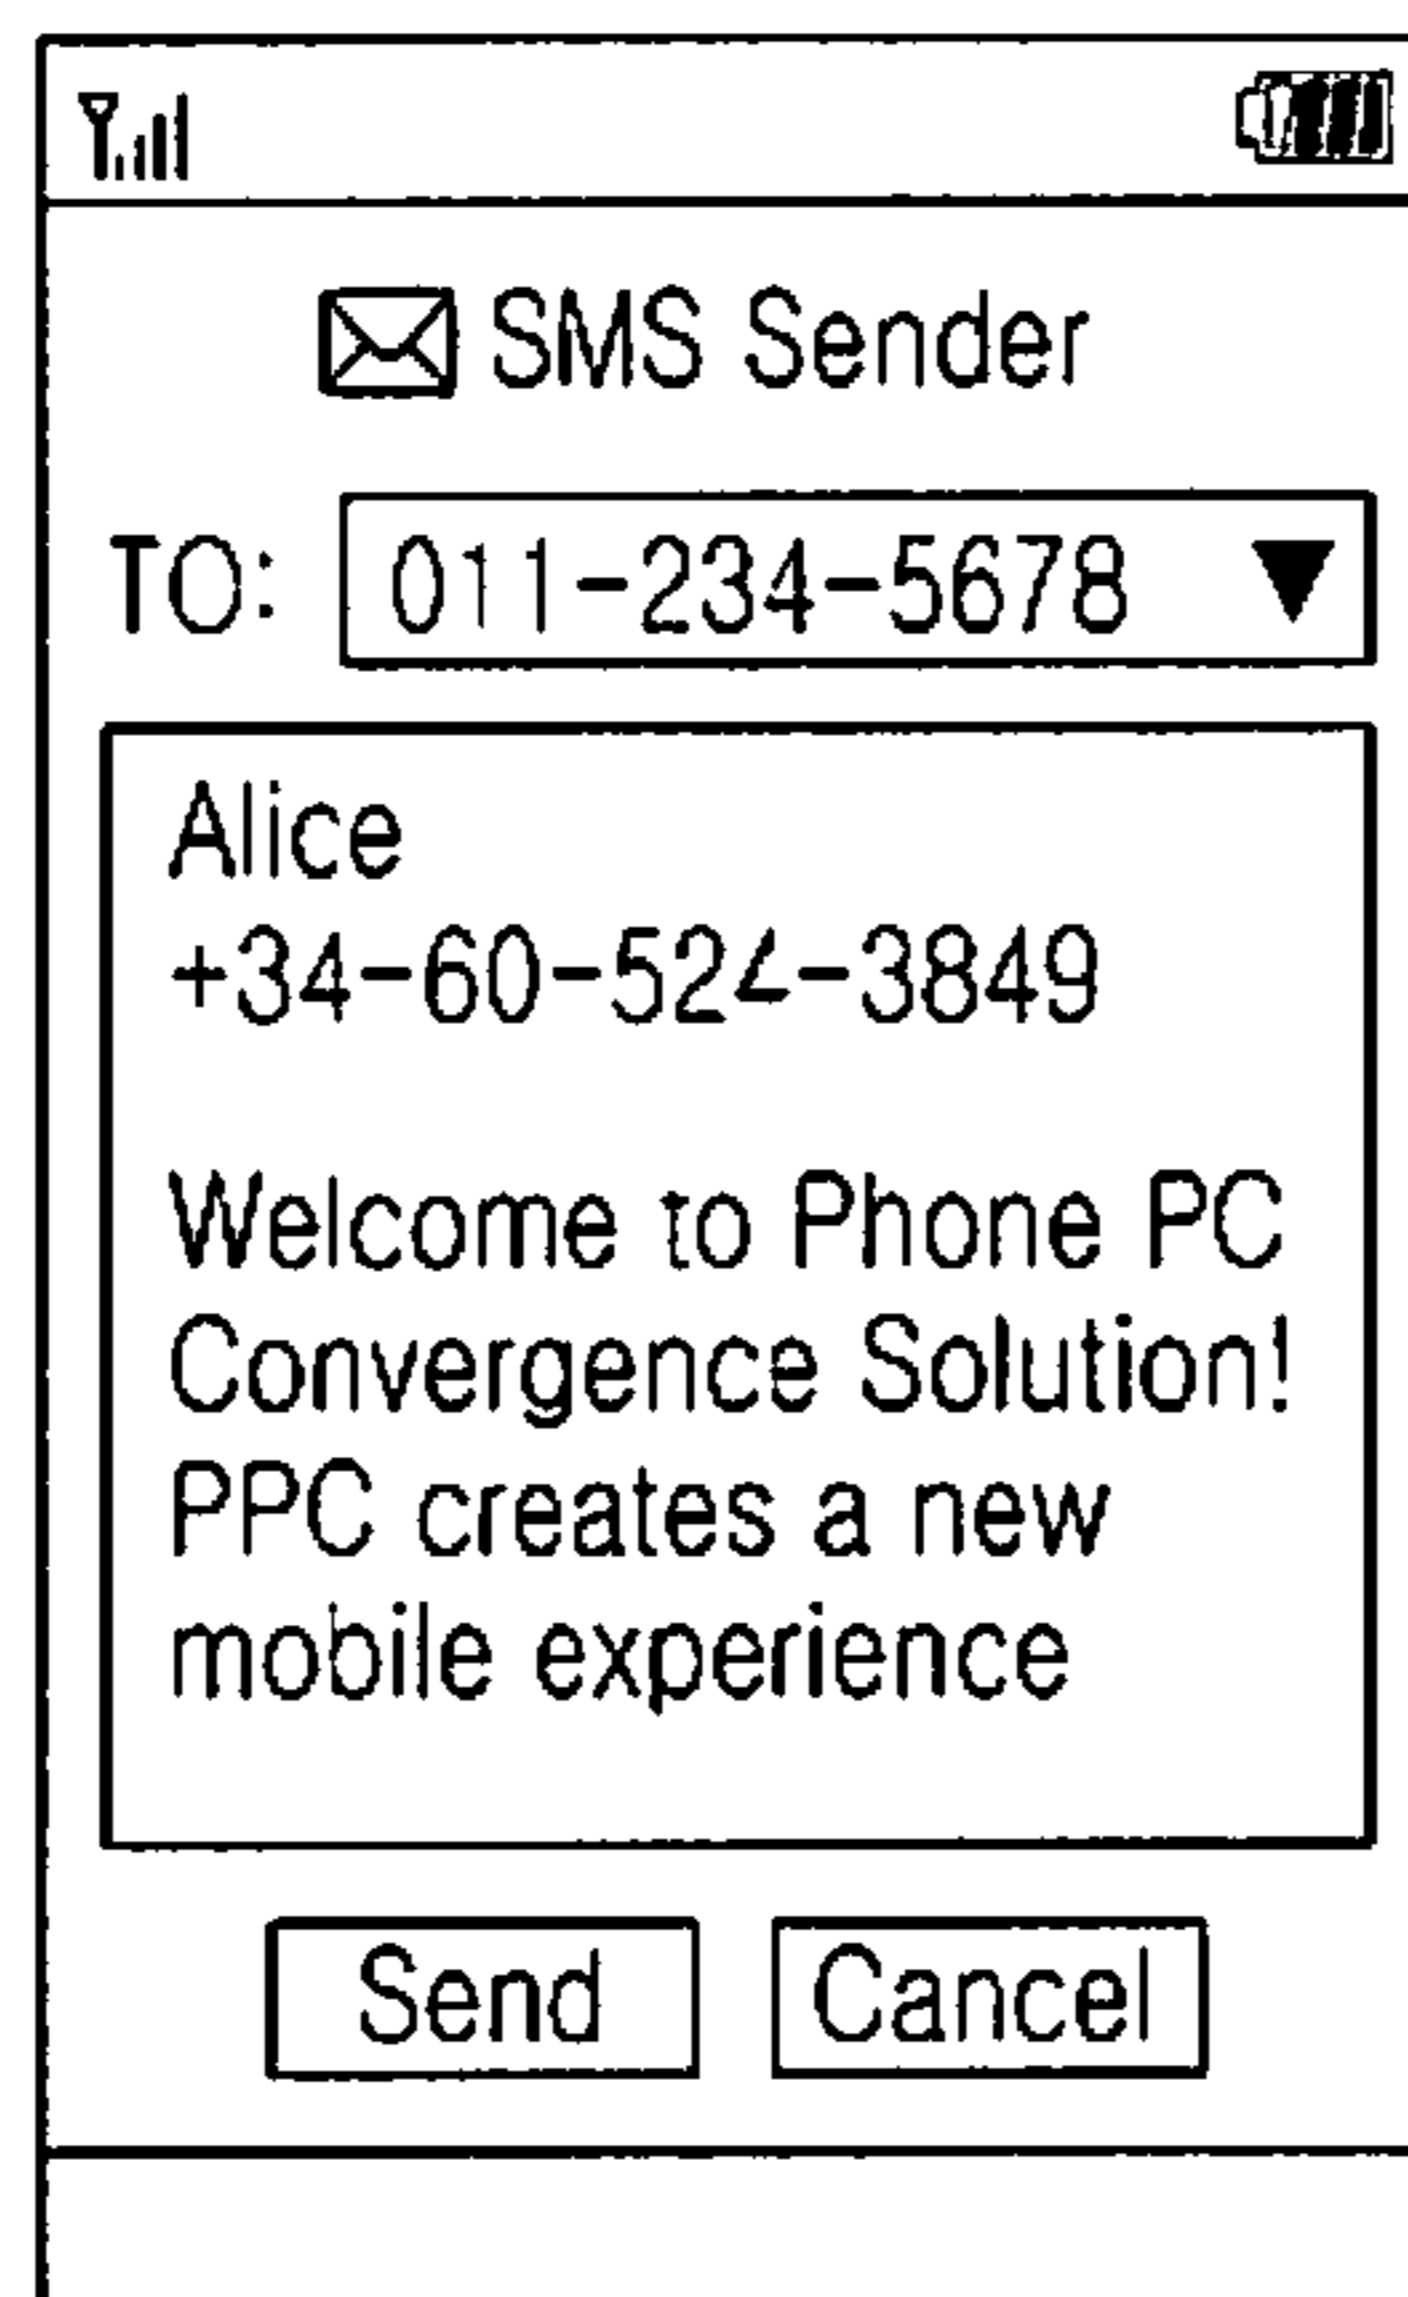 SMS Sender
TO: 011-234-5678
Alice
+34-60-524-3849
Welcome to Phone PC
Convergence Solution!
PPC creates a new
mobile experience
Send Cancel